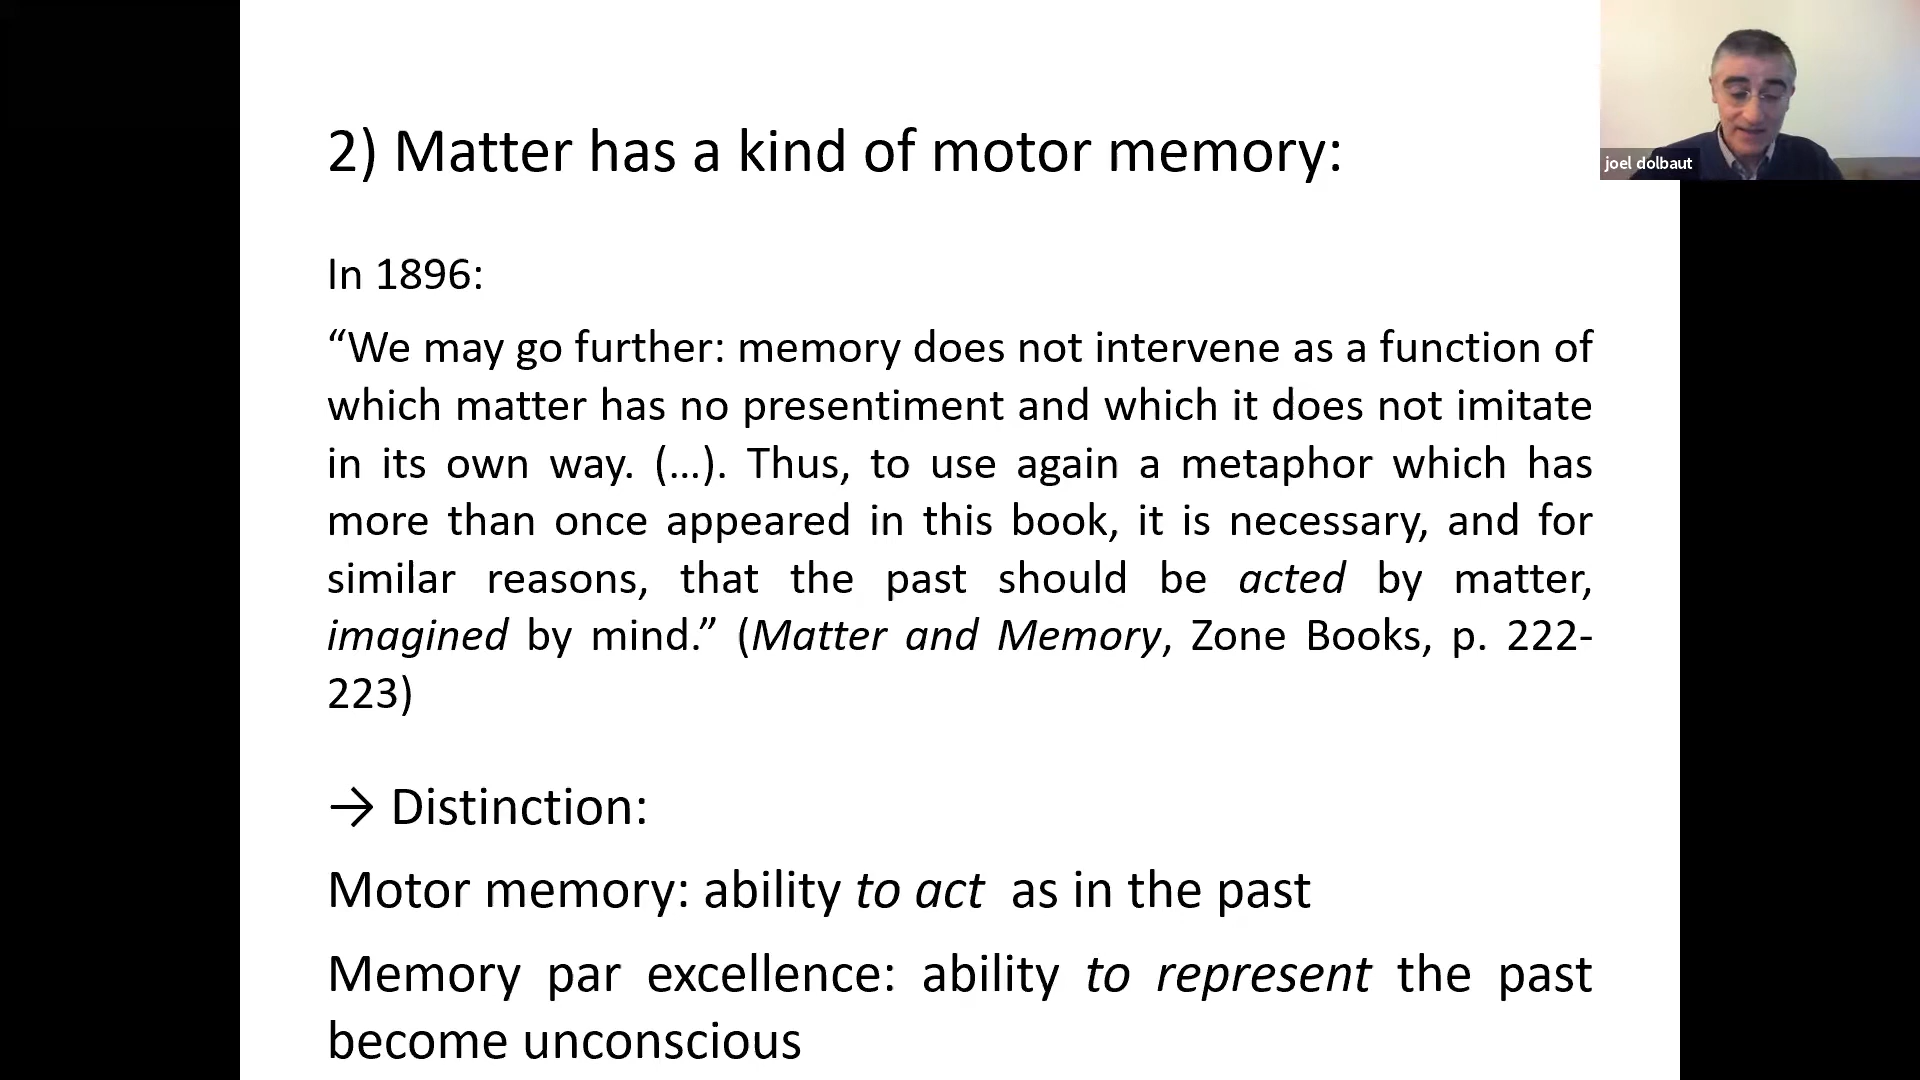 2) Matter has a kind of motor memory:
joel dolbaut
In 1896:
“We may go further: memory does not intervene as a function of
which matter has no presentiment and which it does not imitate
in its own way. (…). Thus, to use again a metaphor which has
more than once appeared in this book, it is necessary, and for
similar reasons, that the past should be acted by matter,
imagined by mind.” (Matter and Memory, Zone Books, p. 222-
223)
→ Distinction:
Motor memory: ability to act as in the past
Memory par excellence: ability to represent the past
become unconscious